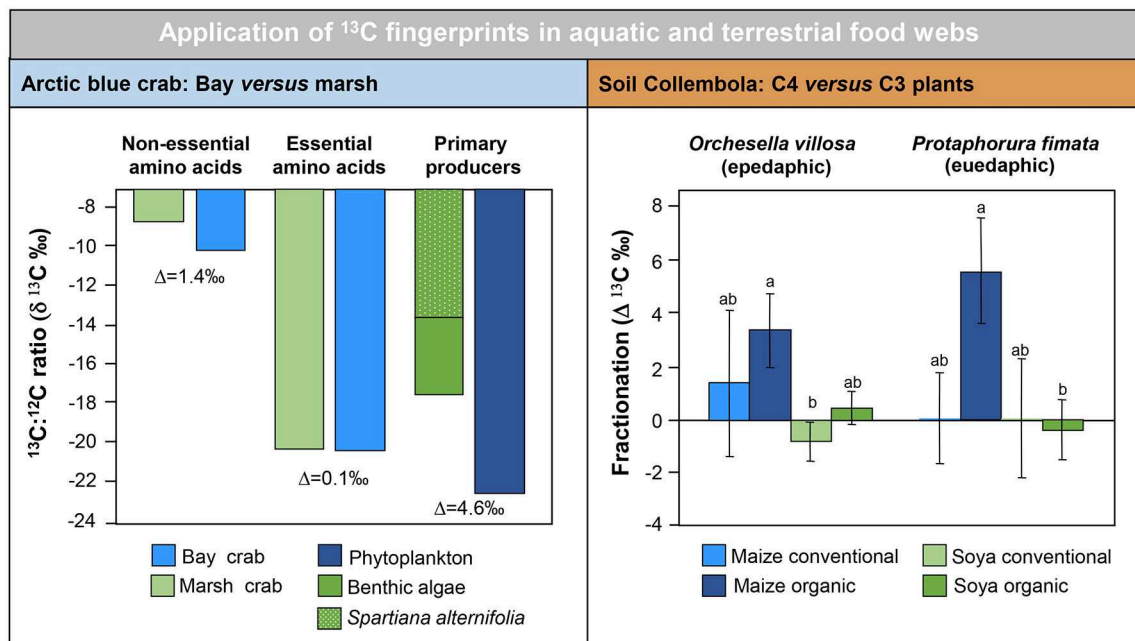 Application of ¹³C fingerprints in aquatic and terrestrial food webs
Arctic blue crab: Bay versus marsh
Non-essential amino acids
Essential amino acids
Primary producers
¹³C:¹²C ratio (δ ¹³C ‰)
-8
-10
-12
-14
-16
-18
-20
-22
-24
Δ=1.4‰
Δ=0.1‰
Δ=4.6‰
Bay crab
Marsh crab
Phytoplankton
Benthic algae
Spartiana alternifolia
Soil Collembola: C4 versus C3 plants
Orchesella villosa
(epedaphic)
Protaphorura fimata
(euedaphic)
Fractionation (Δ ¹³C ‰)
8
6
4
2
0
-2
-4
ab
a
b
ab
ab
a
ab
b
Maize conventional
Maize organic
Soya conventional
Soya organic